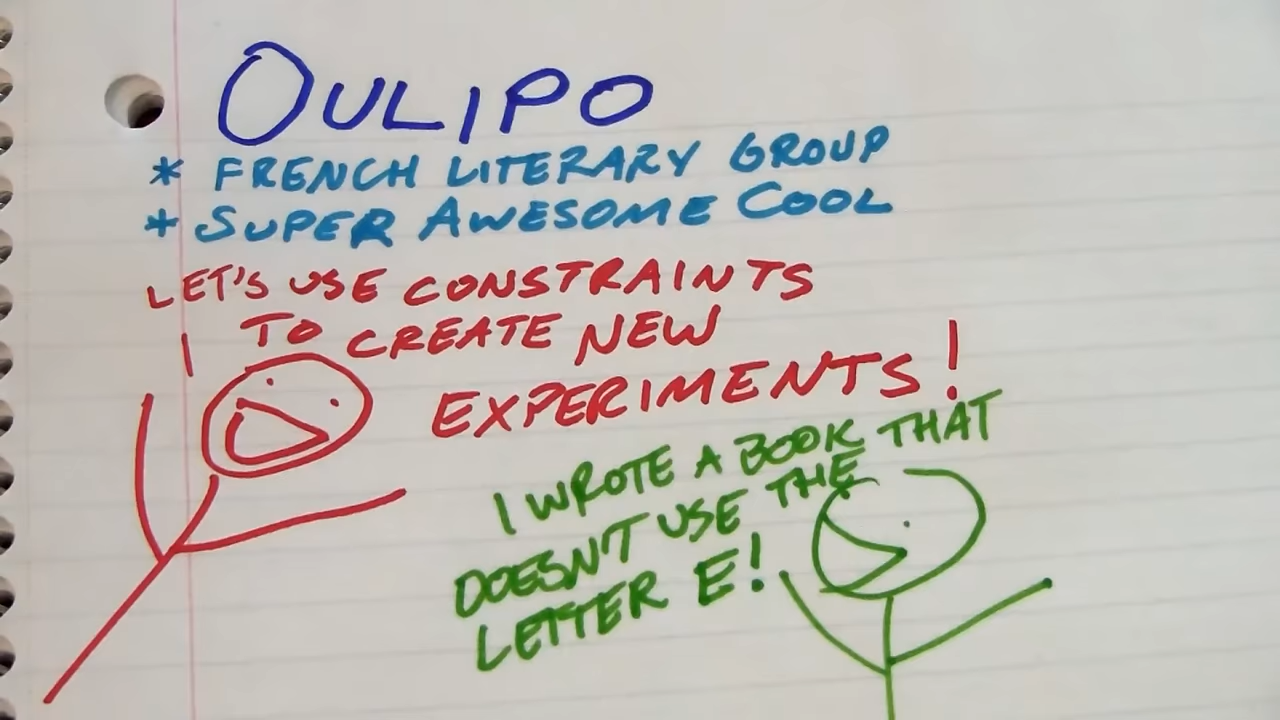 OULIPO
* FRENCH LITERARY GROUP
* SUPER AWESOME COOL
LET'S USE CONSTRAINTS
TO CREATE NEW
EXPERIMENTS!
I WROTE A BOOK THAT
DOESN'T USE THE
LETTER E!